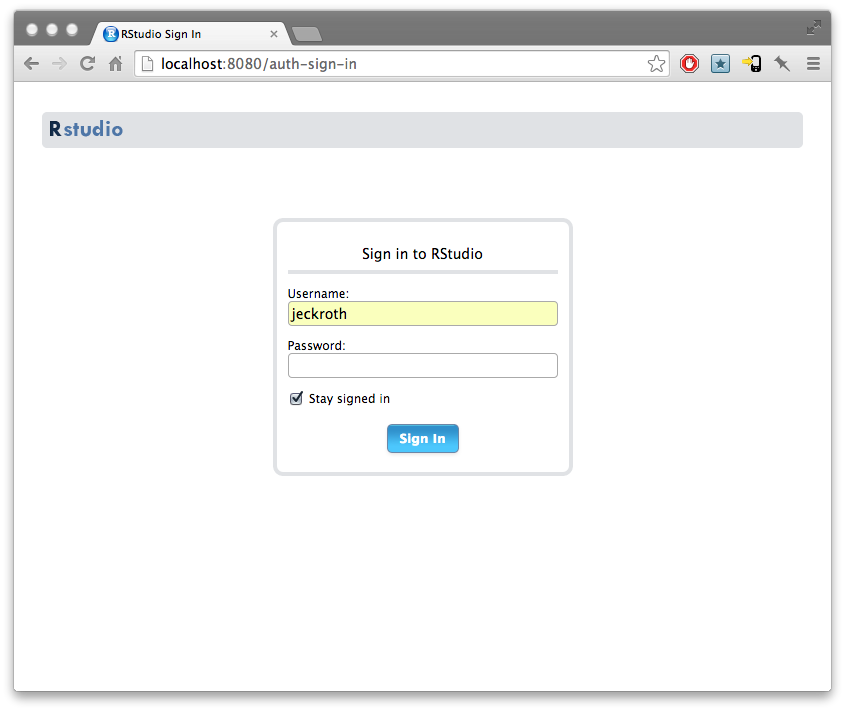 RStudio Sign In
localhost:8080/auth-sign-in
R studio
Sign in to RStudio
Username:
jeckroth
Password:
Stay signed in
Sign In